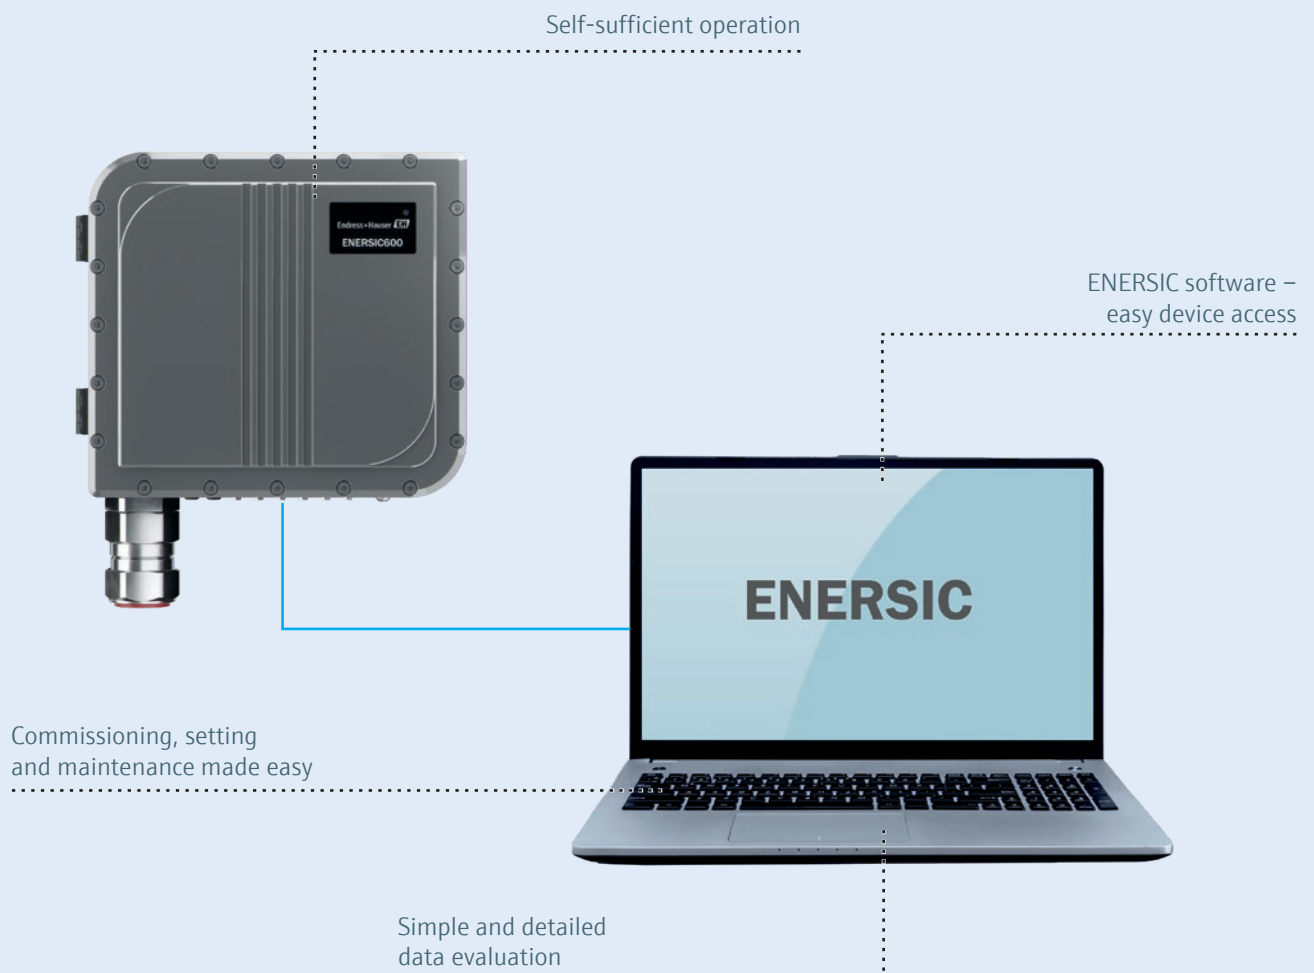 Self-sufficient operation
Endress+Hauser EH
ENERSIC600
ENERSIC software –
easy device access
ENERSIC
Commissioning, setting
and maintenance made easy
Simple and detailed
data evaluation